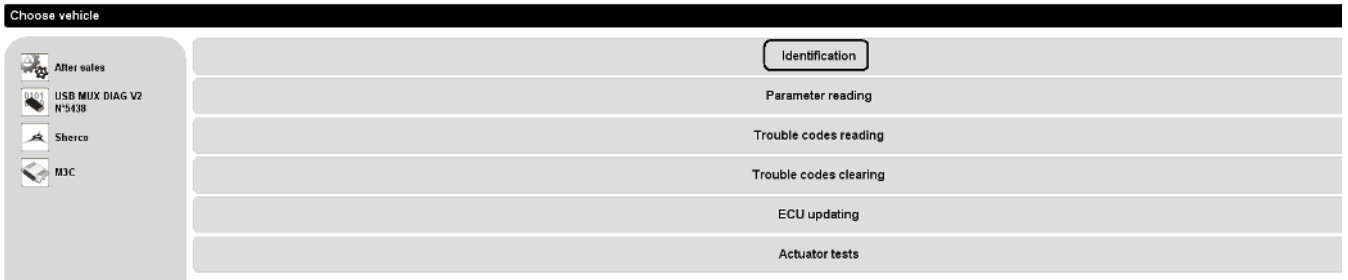 Choose vehicle
After sales
USB MUX DIAG V2
N°5438
Sherco
M3C
Identification
Parameter reading
Trouble codes reading
Trouble codes clearing
ECU updating
Actuator tests